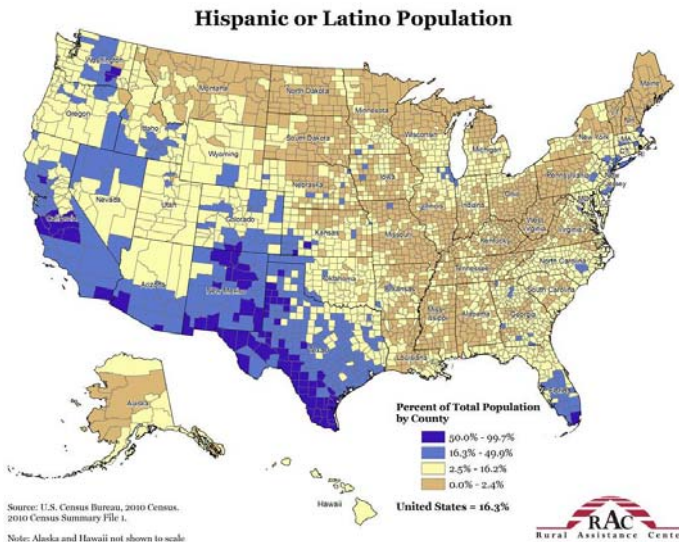 Hispanic or Latino Population
Washington
Montana
North Dakota
Minnesota
Maine
Oregon
Idaho
South Dakota
Wisconsin
Michigan
New York
Wyoming
Nebraska
Iowa
Pennsylvania
Nevada
Utah
Colorado
Kansas
Missouri
Illinois
Indiana
Ohio
West
Virginia
Virginia
Kentucky
California
Arizona
New Mexico
Oklahoma
Arkansas
Tennessee
North Carolina
South Carolina
Texas
Louisiana
Missi-
ssippi
Alabama
Georgia
Florida
Alaska
Hawaii
Percent of Total Population
by County
50.0% - 99.7%
16.3% - 49.9%
2.5% - 16.2%
0.0% - 2.4%
United States = 16.3%
Source: U.S. Census Bureau, 2010 Census.
2010 Census Summary File 1.
Note: Alaska and Hawaii not shown to scale
RAC
Rural Assistance Center